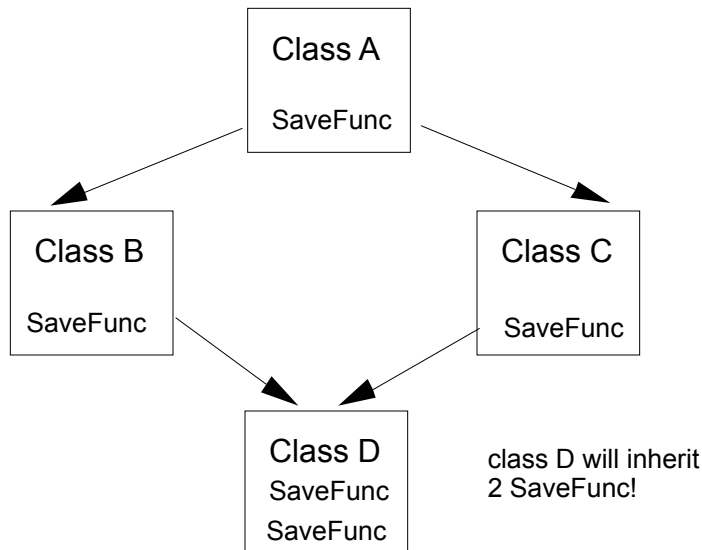 Class A
SaveFunc
Class B
SaveFunc
Class C
SaveFunc
Class D
SaveFunc
SaveFunc
class D will inherit
2 SaveFunc!